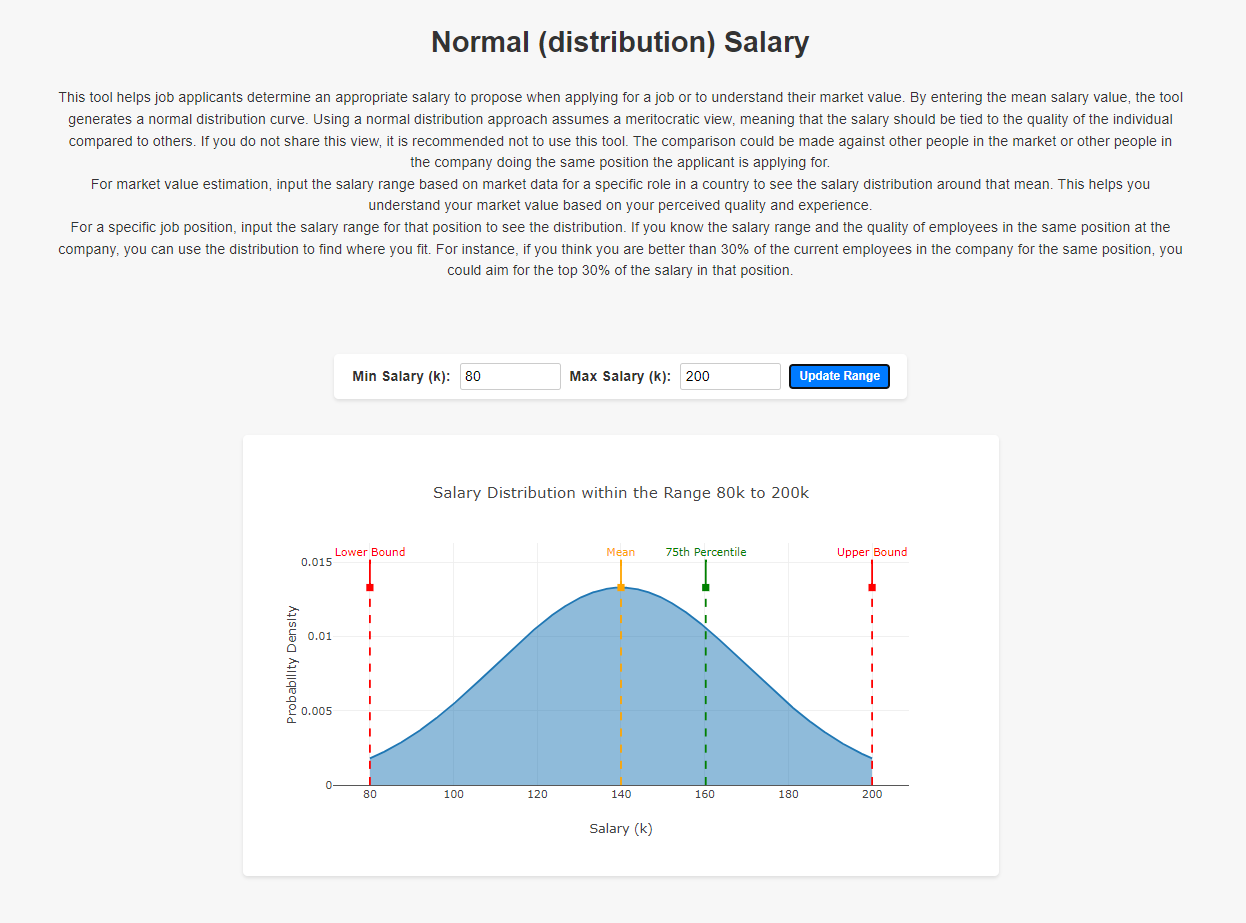 Normal (distribution) Salary
This tool helps job applicants determine an appropriate salary to propose when applying for a job or to understand their market value. By entering the mean salary value, the tool
generates a normal distribution curve. Using a normal distribution approach assumes a meritocratic view, meaning that the salary should be tied to the quality of the individual
compared to others. If you do not share this view, it is recommended not to use this tool. The comparison could be made against other people in the market or other people in
the company doing the same position the applicant is applying for.
For market value estimation, input the salary range based on market data for a specific role in a country to see the salary distribution around that mean. This helps you
understand your market value based on your perceived quality and experience.
For a specific job position, input the salary range for that position to see the distribution. If you know the salary range and the quality of employees in the same position at the
company, you can use the distribution to find where you fit. For instance, if you think you are better than 30% of the current employees in the company for the same position, you
could aim for the top 30% of the salary in that position.
Min Salary (k): 80 Max Salary (k): 200 Update Range
Salary Distribution within the Range 80k to 200k
Lower Bound Mean 75th Percentile Upper Bound
0.015
0.01
0.005
0
Probability Density
80 100 120 140 160 180 200
Salary (k)